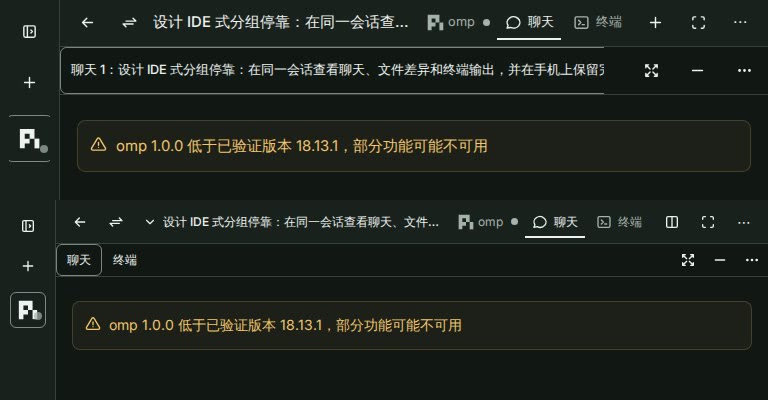 设计 IDE 式分组停靠：在同一会话查... omp 聊天 终端
聊天 1：设计 IDE 式分组停靠：在同一会话查看聊天、文件差异和终端输出，并在手机上保留
omp 1.0.0 低于已验证版本 18.13.1，部分功能可能不可用
设计 IDE 式分组停靠：在同一会话查看聊天、文件... omp 聊天 终端
聊天 终端
omp 1.0.0 低于已验证版本 18.13.1，部分功能可能不可用